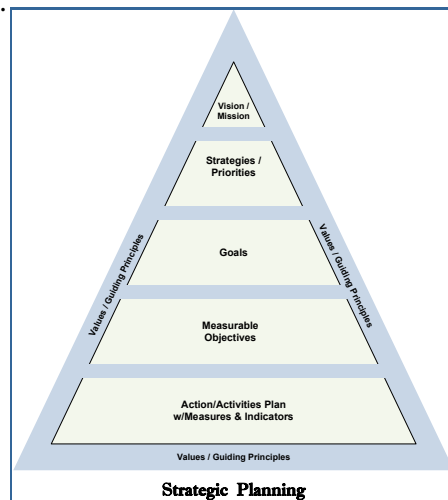 Vision /
Mission
Strategies /
Priorities
Goals
Values / Guiding Principles
Values / Guiding Principles
Measurable
Objectives
Action/Activities Plan
w/Measures & Indicators
Values / Guiding Principles
Strategic Planning